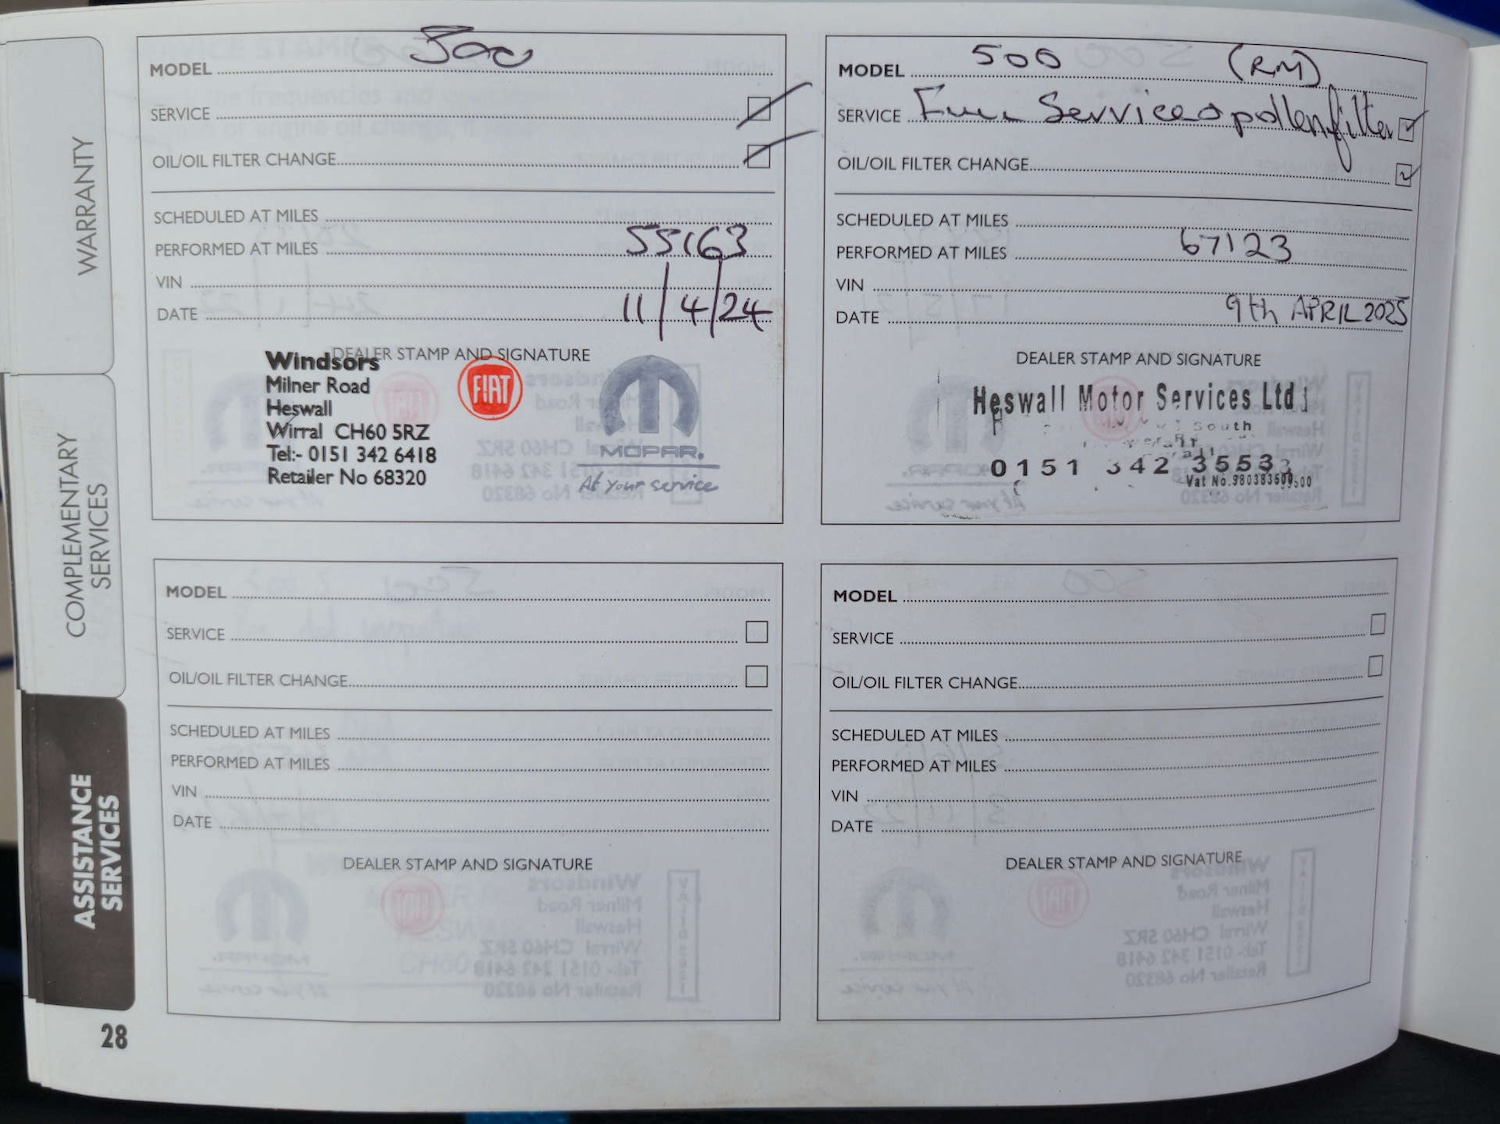 WARRANTY
COMPLEMENTARY
SERVICES
ASSISTANCE
SERVICES
28
MODEL 500
SERVICE
OIL/OIL FILTER CHANGE
SCHEDULED AT MILES
PERFORMED AT MILES 55163
VIN
DATE 11/4/24
DEALER STAMP AND SIGNATURE
Windsors
Milner Road
Heswall
Wirral CH60 5RZ
Tel:- 0151 342 6418
Retailer No 68320
FIAT
MOPAR.
At your service
MODEL 500 (RM)
SERVICE Full Service & pollen filter
OIL/OIL FILTER CHANGE
SCHEDULED AT MILES
PERFORMED AT MILES 67123
VIN
DATE 9th APRIL 2025
DEALER STAMP AND SIGNATURE
Heswall Motor Services Ltd
South
0151 342 3553
Vat No.
MODEL
SERVICE
OIL/OIL FILTER CHANGE
SCHEDULED AT MILES
PERFORMED AT MILES
VIN
DATE
DEALER STAMP AND SIGNATURE
MODEL
SERVICE
OIL/OIL FILTER CHANGE
SCHEDULED AT MILES
PERFORMED AT MILES
VIN
DATE
DEALER STAMP AND SIGNATURE